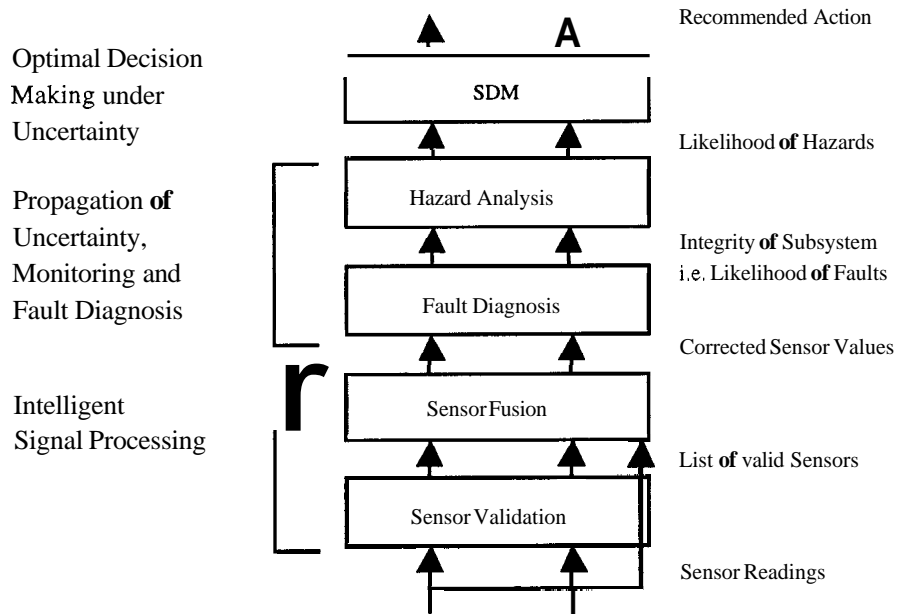 Recommended Action
A
Optimal Decision
Making under
Uncertainty
SDM
Likelihood of Hazards
Hazard Analysis
Propagation of
Uncertainty,
Monitoring and
Fault Diagnosis
Integrity of Subsystem
i.e. Likelihood of Faults
Fault Diagnosis
Corrected Sensor Values
r
Intelligent
Signal Processing
Sensor Fusion
List of valid Sensors
Sensor Validation
Sensor Readings